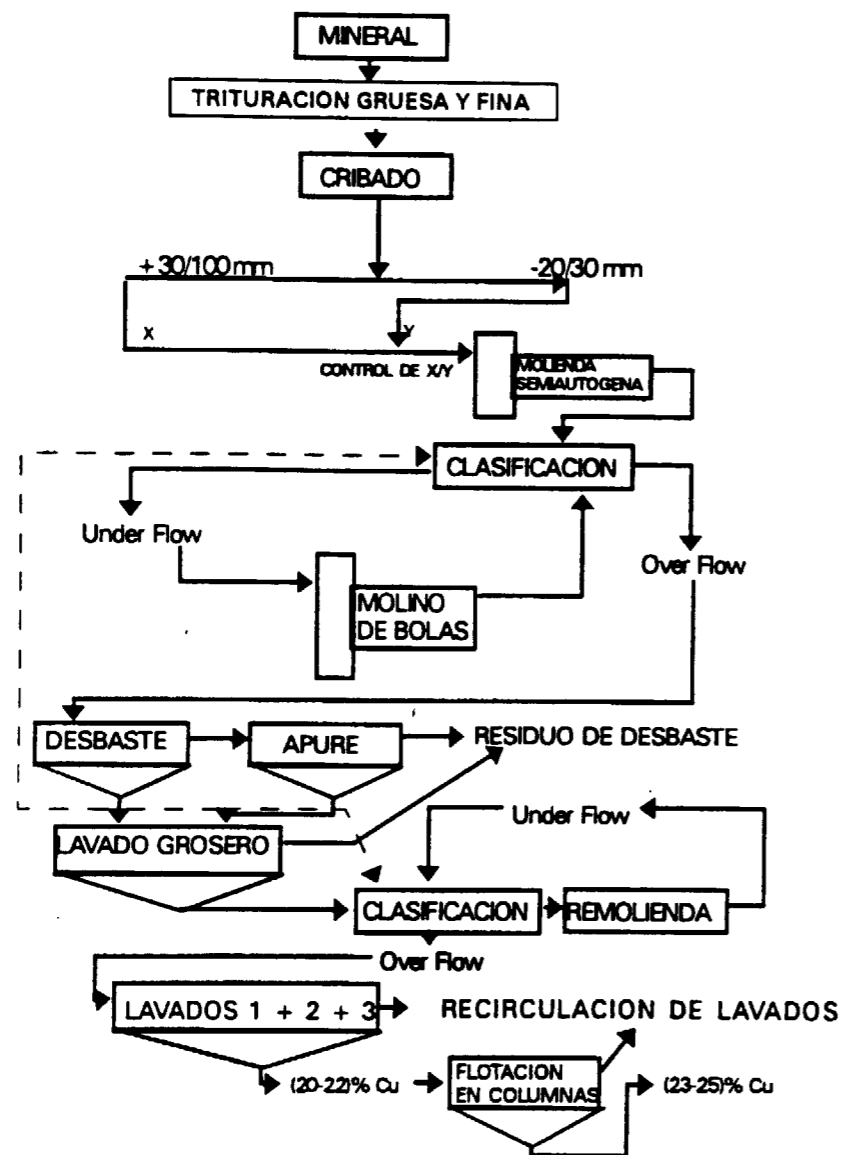 MINERAL
TRITURACION GRUESA Y FINA
CRIBADO
+30/100 mm
-20/30 mm
X
Y
CONTROL DE X/Y
MOLIENDA
SEMIAUTOGENA
CLASIFICACION
Under Flow
Over Flow
MOLINO
DE BOLAS
DESBASTE
APURE
RESIDUO DE DESBASTE
Under Flow
LAVADO GROSERO
CLASIFICACION
REMOLIENDA
Over Flow
LAVADOS 1 + 2 + 3
RECIRCULACION DE LAVADOS
(20-22)% Cu
FLOTACION
EN COLUMNAS
(23-25)% Cu